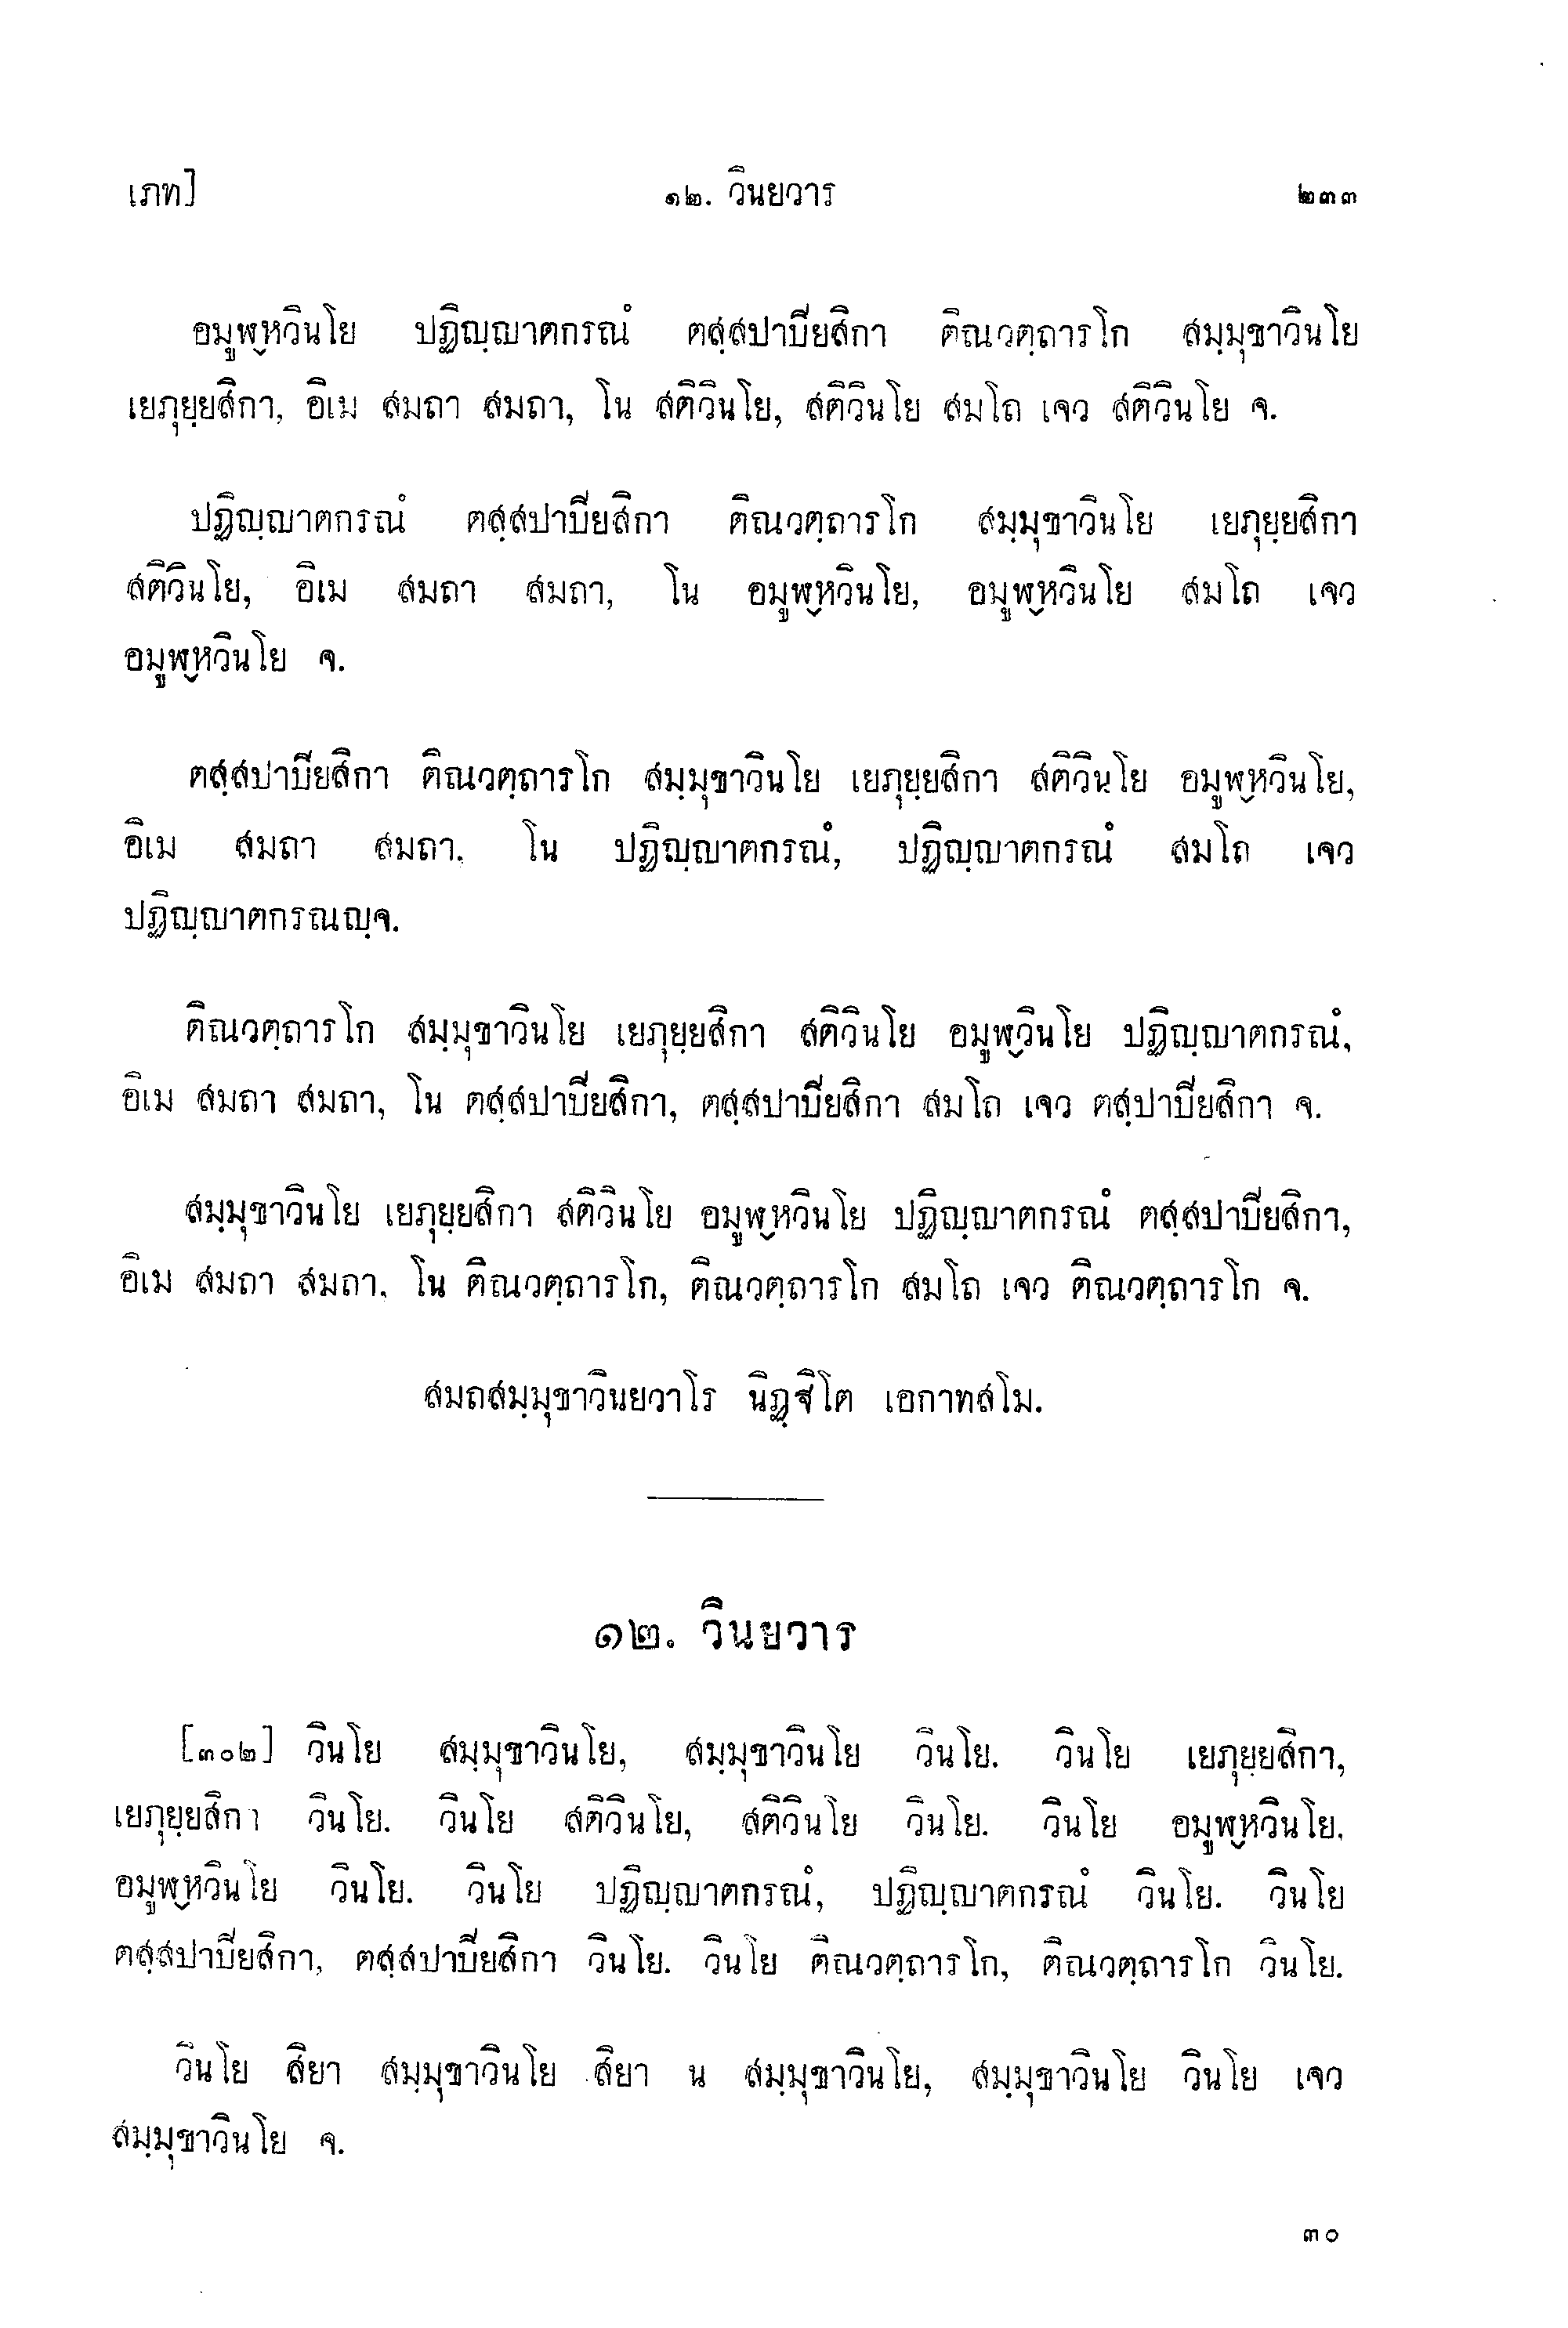 เภท]
๑๒. วินยวาร
๒๓๓
อมูฬฺหวินโย ปฏิญฺญาตกรณํ ตสฺสปาปียสิกา ติณวตฺถารโก สมฺมุขาวินโย
เยภุยฺยสิกา, อิเม สมถา สมถา, โน สติวินโย, สติวินโย สมโถ เจว สติวินโย จ.
ปฏิญฺญาตกรณํ ตสฺสปาปียสิกา ติณวตฺถารโก สมฺมุขาวินโย เยภุยฺยสิกา
สติวินโย, อิเม สมถา สมถา, โน อมูฬฺหวินโย, อมูฬฺหวินโย สมโถ เจว
อมูฬฺหวินโย จ.
ตสฺสปาปียสิกา ติณวตฺถารโก สมฺมุขาวินโย เยภุยฺยสิกา สติวินโย อมูฬฺหวินโย,
อิเม สมถา สมถา, โน ปฏิญฺญาตกรณํ, ปฏิญฺญาตกรณํ สมโถ เจว
ปฏิญฺญาตกรณญฺจ.
ติณวตฺถารโก สมฺมุขาวินโย เยภุยฺยสิกา สติวินโย อมูฬฺวินโย ปฏิญฺญาตกรณํ,
อิเม สมถา สมถา, โน ตสฺสปาปียสิกา, ตสฺสปาปียสิกา สมโถ เจว ตสฺปาปียสิกา จ.
สมฺมุขาวินโย เยภุยฺยสิกา สติวินโย อมูฬฺหวินโย ปฏิญฺญาตกรณํ ตสฺสปาปียสิกา,
อิเม สมถา สมถา, โน ติณวตฺถารโก, ติณวตฺถารโก สมโถ เจว ติณวตฺถารโก จ.
สมถสมฺมุขาวินยวาโร นิฏฺฐิโต เอกาทสโม.
๑๒. วินยวาร
[๓๐๒] วินโย สมฺมุขาวินโย, สมฺมุขาวินโย วินโย. วินโย เยภุยฺยสิกา,
เยภุยฺยสิกา วินโย. วินโย สติวินโย, สติวินโย วินโย. วินโย อมูฬฺหวินโย,
อมูฬฺหวินโย วินโย. วินโย ปฏิญฺญาตกรณํ, ปฏิญฺญาตกรณํ วินโย. วินโย
ตสฺสปาปียสิกา, ตสฺสปาปียสิกา วินโย. วินโย ติณวตฺถารโก, ติณวตฺถารโก วินโย.
วินโย สิยา สมฺมุขาวินโย สิยา น สมฺมุขาวินโย, สมฺมุขาวินโย วินโย เจว
สมฺมุขาวินโย จ.
๓๐